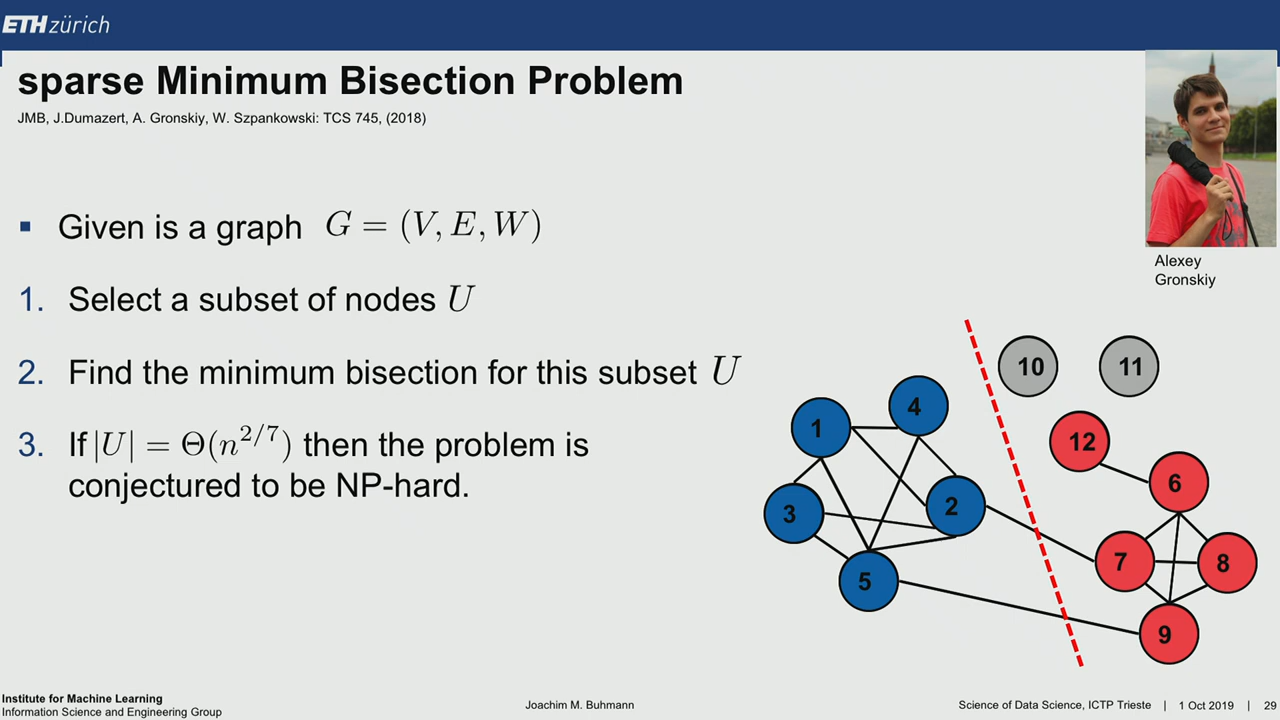 ETH zürich
sparse Minimum Bisection Problem
JMB, J.Dumazert, A. Gronskiy, W. Szpankowski: TCS 745, (2018)
▪ Given is a graph G = (V, E, W)
1. Select a subset of nodes U
2. Find the minimum bisection for this subset U
3. If |U| = Θ(n^{2/7}) then the problem is
conjectured to be NP-hard.
Alexey
Gronskiy
10
11
4
1
12
6
2
3
7
8
5
9
Institute for Machine Learning
Information Science and Engineering Group
Joachim M. Buhmann
Science of Data Science, ICTP Trieste | 1 Oct 2019 | 29